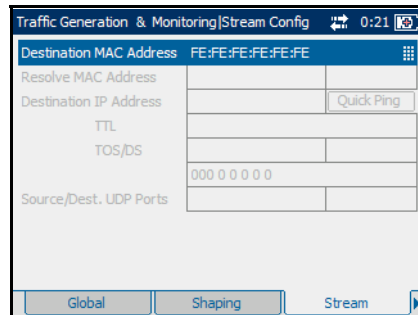 Traffic Generation & Monitoring|Stream Config 0:21
Destination MAC Address FE:FE:FE:FE:FE:FE
Resolve MAC Address
Destination IP Address Quick Ping
TTL
TOS/DS
000 0 0 0 0 0
Source/Dest. UDP Ports
Global Shaping Stream